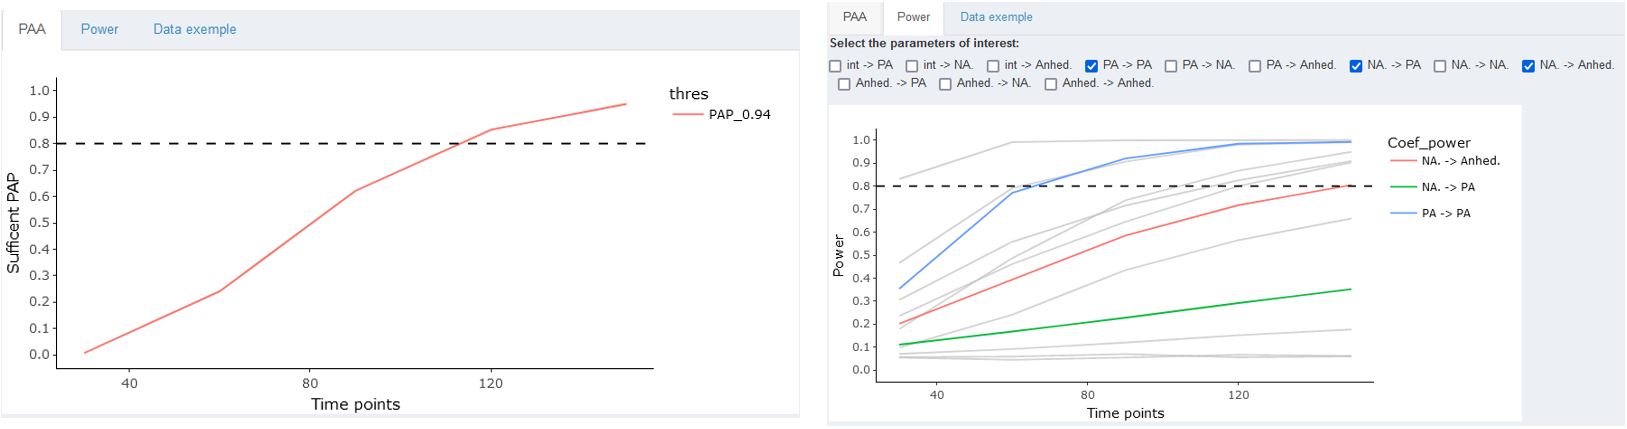 PAA Power Data exemple
1.0
0.9
0.8
0.7
0.6
0.5
0.4
0.3
0.2
0.1
0.0
Sufficent PAP
40 80 120
Time points
thres
PAP_0.94
PAA Power Data exemple
Select the parameters of interest:
int -> PA int -> NA. int -> Anhed. PA -> PA PA -> NA. PA -> Anhed. NA. -> PA NA. -> NA. NA. -> Anhed.
Anhed. -> PA Anhed. -> NA. Anhed. -> Anhed.
1.0
0.9
0.8
0.7
0.6
0.5
0.4
0.3
0.2
0.1
0.0
Power
40 80 120
Time points
Coef_power
NA. -> Anhed.
NA. -> PA
PA -> PA